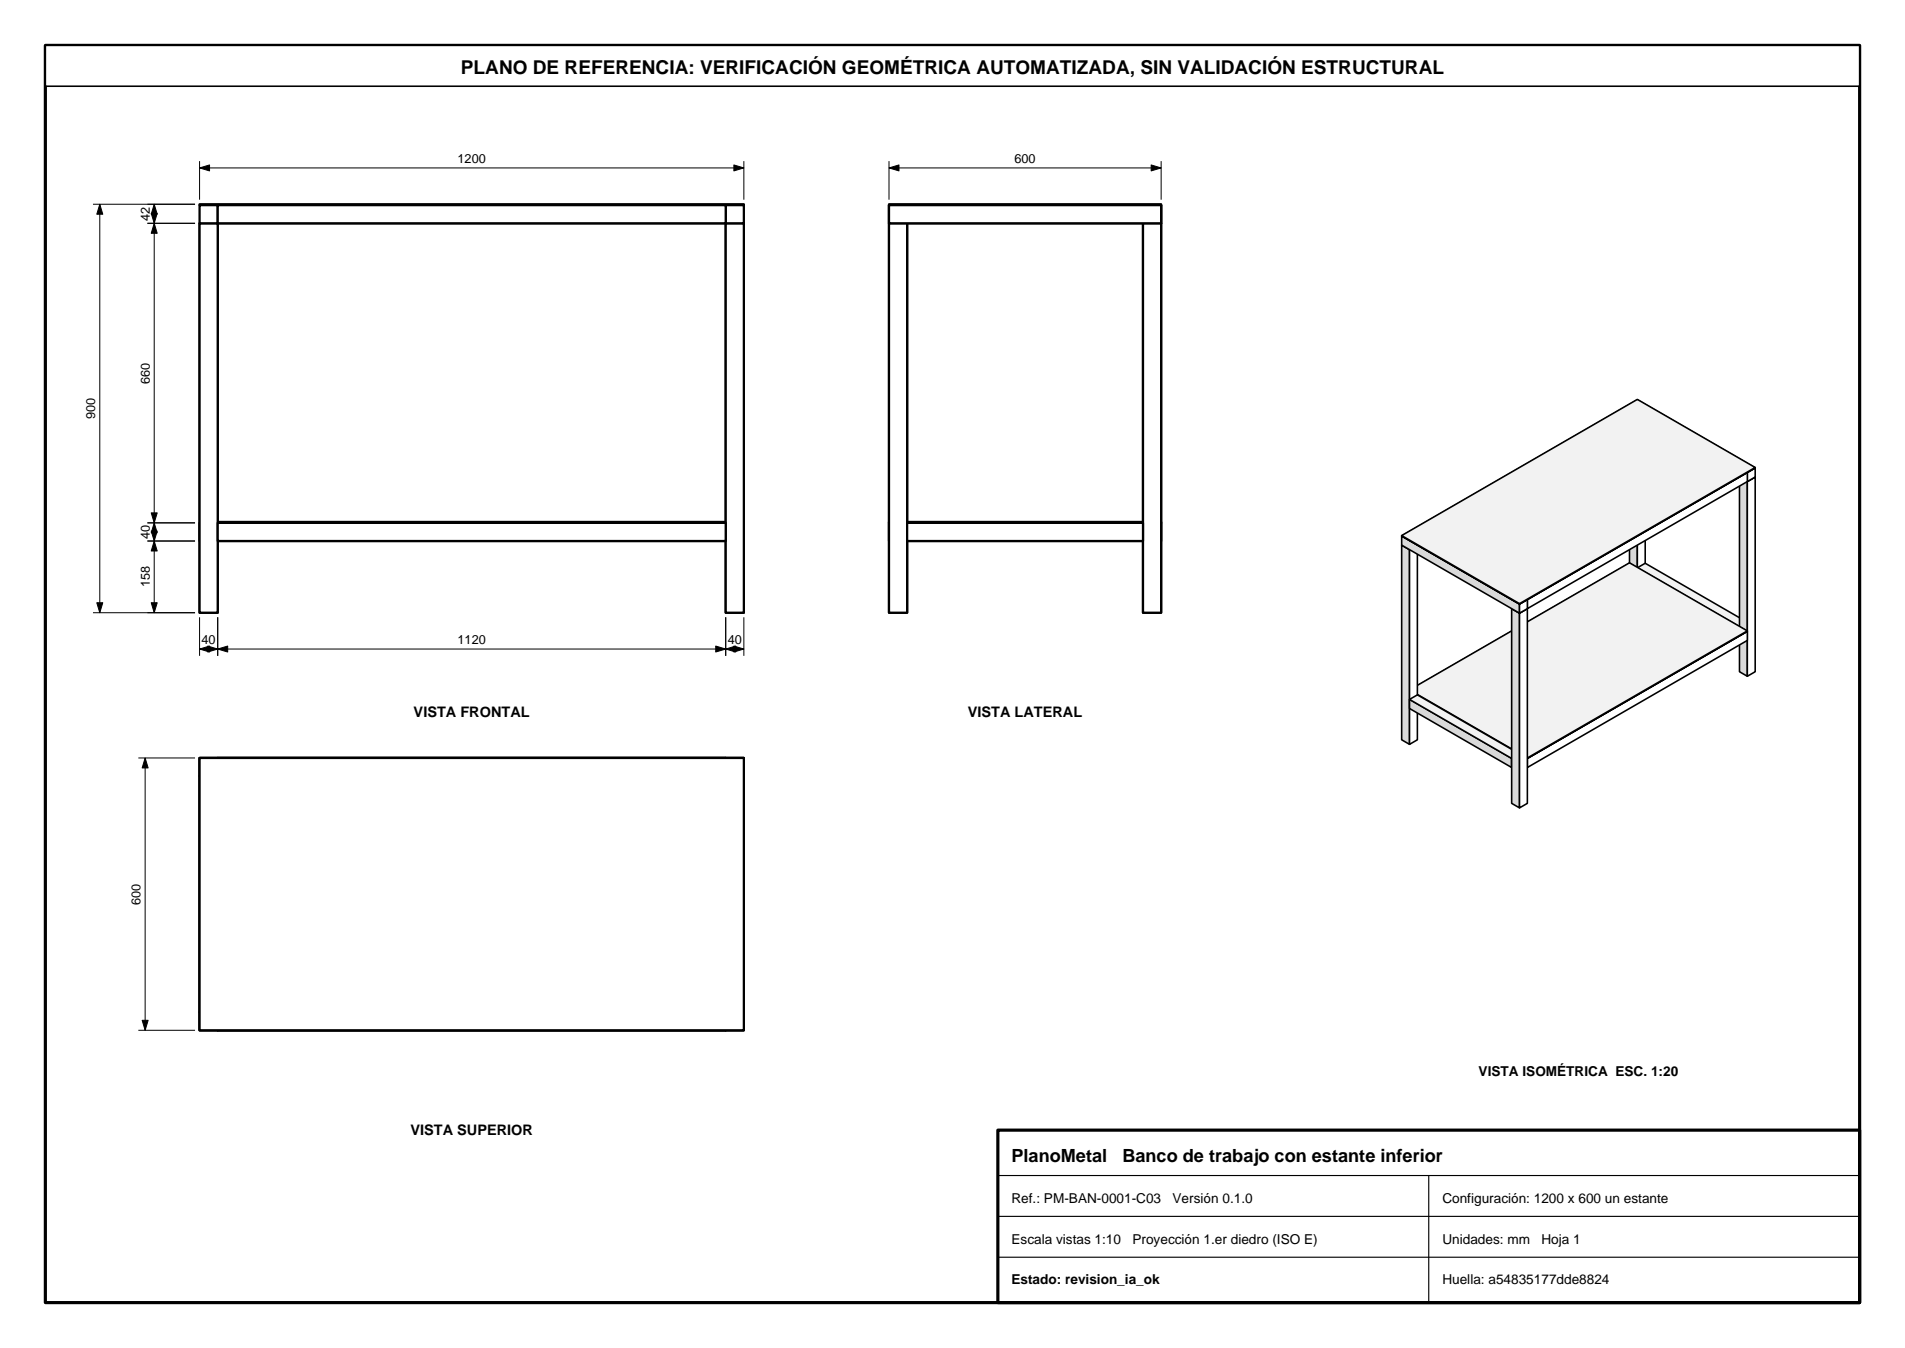 PLANO DE REFERENCIA: VERIFICACIÓN GEOMÉTRICA AUTOMATIZADA, SIN VALIDACIÓN ESTRUCTURAL
1200
600
42
660
900
40
158
40
1120
40
VISTA FRONTAL
VISTA LATERAL
600
VISTA SUPERIOR
VISTA ISOMÉTRICA ESC. 1:20
PlanoMetal Banco de trabajo con estante inferior
Ref.: PM-BAN-0001-C03 Versión 0.1.0
Configuración: 1200 x 600 un estante
Escala vistas 1:10 Proyección 1.er diedro (ISO E)
Unidades: mm Hoja 1
Estado: revision_ia_ok
Huella: a54835177dde8824